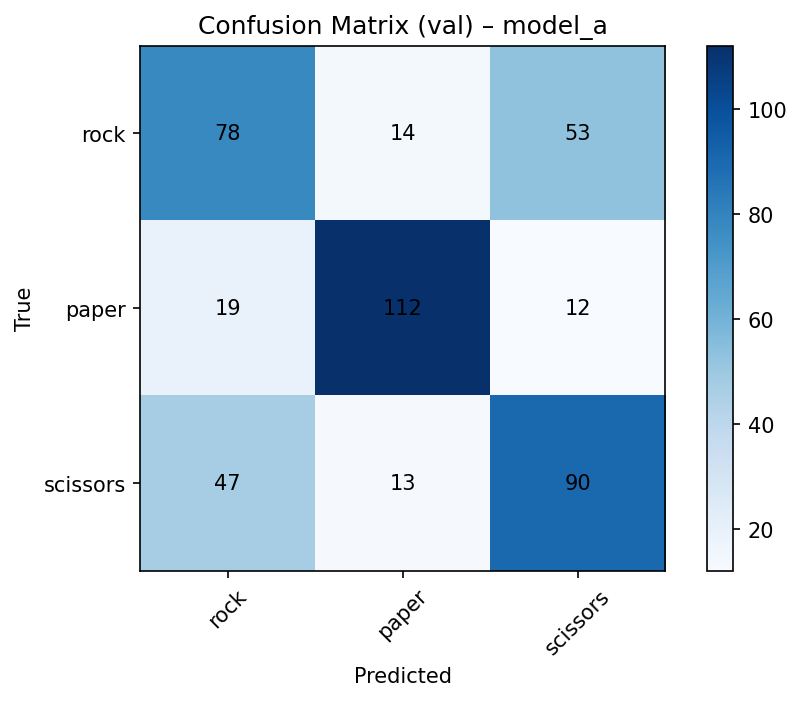 Confusion Matrix (val) – model_a
rock 78 14 53
paper 19 112 12
scissors 47 13 90
rock paper scissors
Predicted
True
100
80
60
40
20